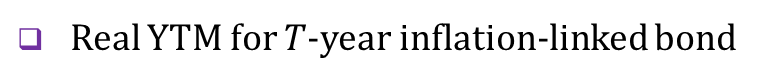 ❑ Real YTM for T-year inflation-linked bond